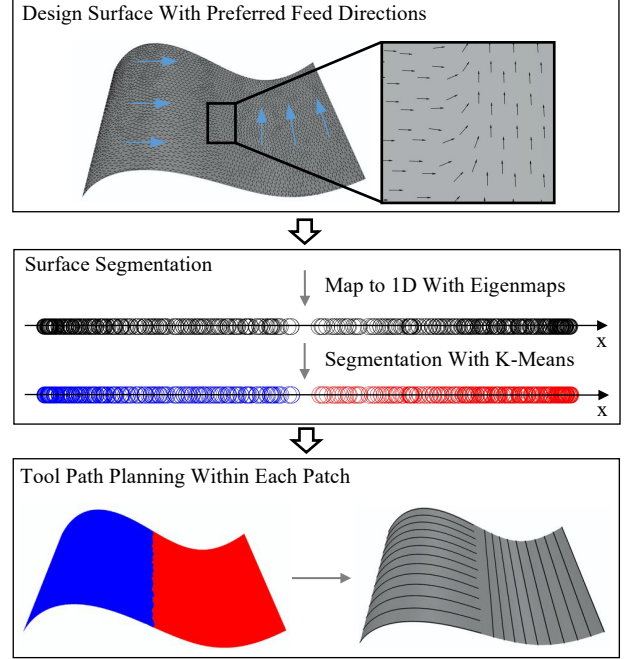 Design Surface With Preferred Feed Directions
Surface Segmentation
Map to 1D With Eigenmaps
x
Segmentation With K-Means
x
Tool Path Planning Within Each Patch